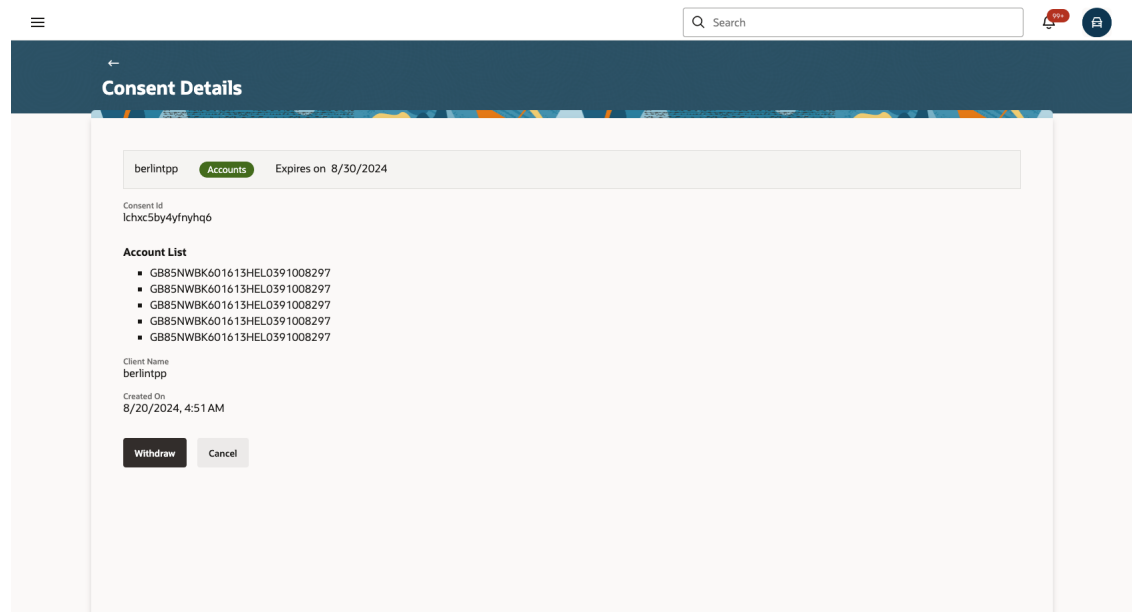 Search
99+
←
Consent Details
berlintpp Accounts Expires on 8/30/2024
Consent Id
lchxc5by4yfnyhq6
Account List
▪ GB85NWBK601613HEL0391008297
▪ GB85NWBK601613HEL0391008297
▪ GB85NWBK601613HEL0391008297
▪ GB85NWBK601613HEL0391008297
▪ GB85NWBK601613HEL0391008297
Client Name
berlintpp
Created On
8/20/2024, 4:51 AM
Withdraw Cancel